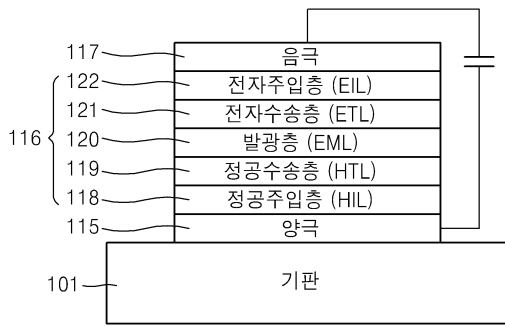 117 음극
122 전자주입층 (EIL)
121 전자수송층 (ETL)
116
120 발광층 (EML)
119 정공수송층 (HTL)
118 정공주입층 (HIL)
115 양극
101 기판